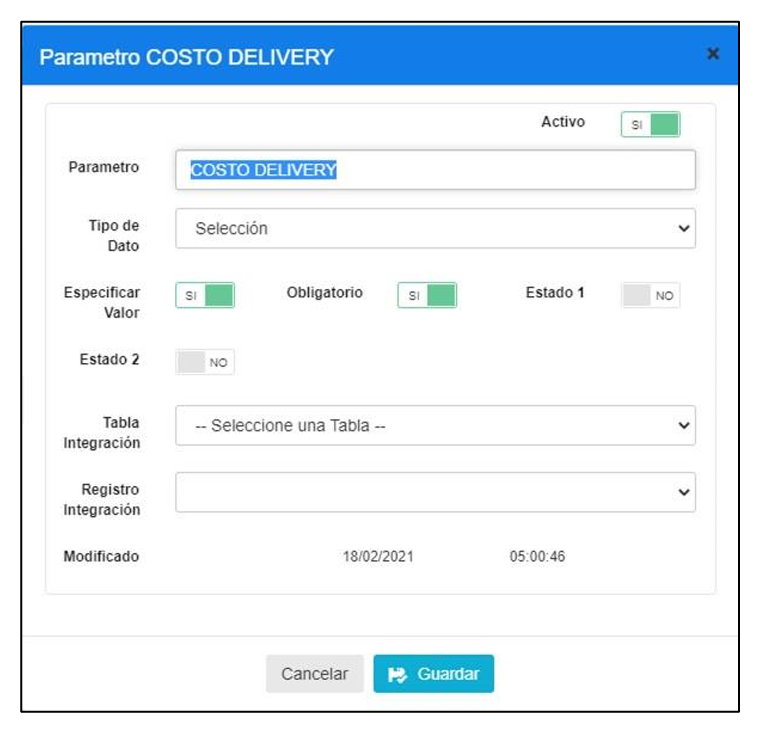 Parametro COSTO DELIVERY ×
Activo SI
Parametro COSTO DELIVERY
Tipo de
Dato
Selección
Especificar
Valor
SI Obligatorio SI Estado 1 NO
Estado 2 NO
Tabla
Integración
-- Seleccione una Tabla --
Registro
Integración
Modificado 18/02/2021 05:00:46
Cancelar Guardar